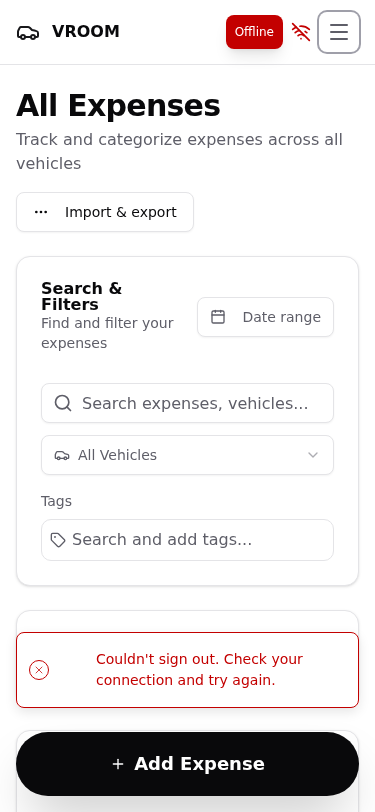 VROOM
Offline
All Expenses
Track and categorize expenses across all
vehicles
Import & export
Search &
Filters
Find and filter your
expenses
Date range
Search expenses, vehicles...
All Vehicles
Tags
Search and add tags...
Couldn't sign out. Check your
connection and try again.
Add Expense